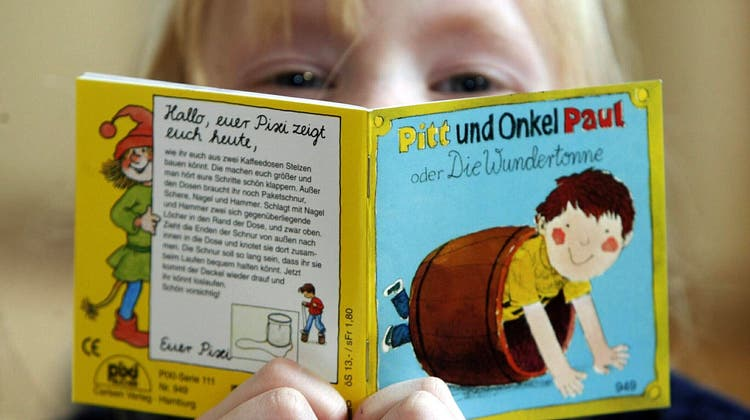 Hallo, euer Pixi zeigt
euch heute,
wie ihr euch aus zwei Kaffeedosen Stelzen
bauen könnt. Die machen euch größer und
man hört eure Schritte schön klappern. Außer
den Dosen braucht ihr noch Paketschnur,
Schere, Nagel und Hammer. Schlagt mit Nagel
und Hammer zwei sich gegenüberliegende
Löcher in den Rand der Dose, und zwar oben.
Zieht die Enden der Schnur von außen nach
innen in die Dose und knotet sie dort zusam-
men. Die Schnur soll so lang sein, dass ihr sie
beim Laufen bequem halten könnt. Jetzt
kommt der Deckel wieder drauf und
ihr könnt loslaufen.
Schön vorsichtig!
Euer Pixi
CE
pixi
PIXI-Serie 111
Nr. 949
Carlsen Verlag · Hamburg
öS 13,- / sFr 1,80
Pitt und Onkel Paul
oder Die Wundertonne
949